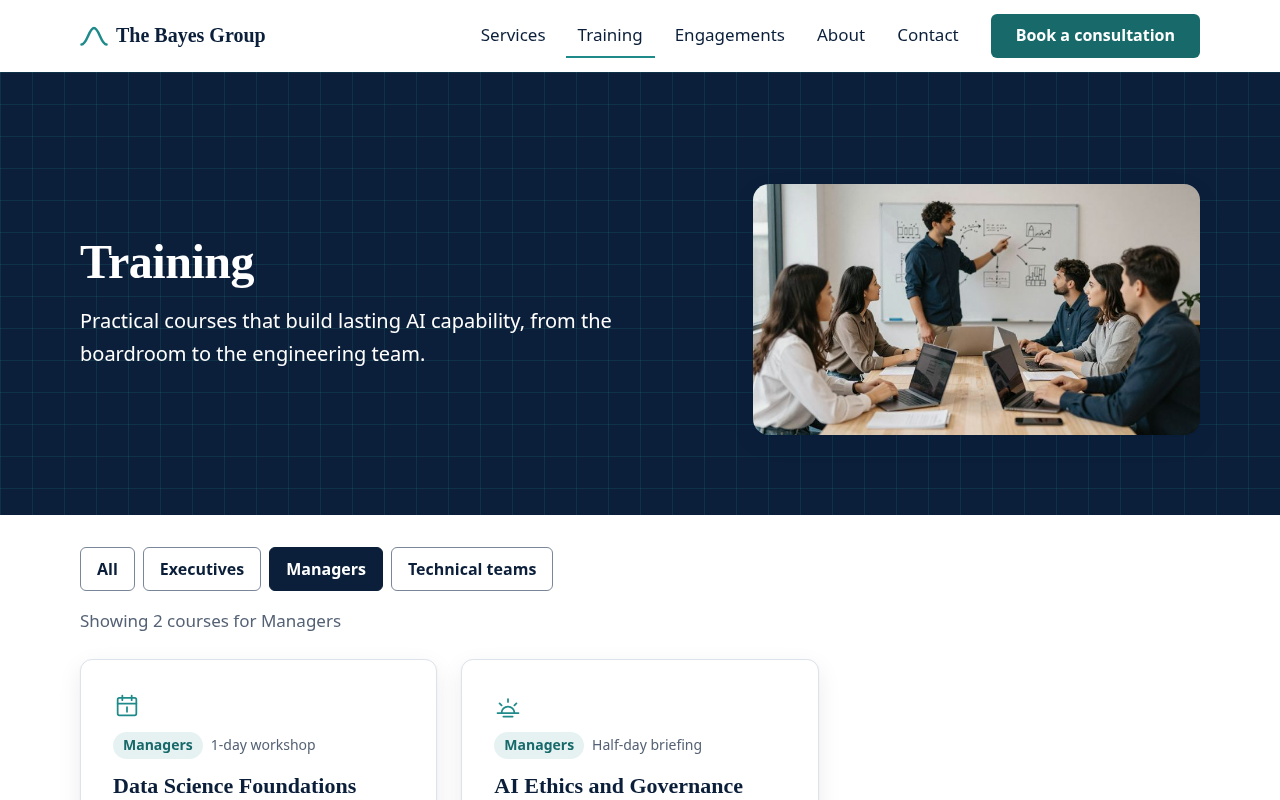 The Bayes Group
Services
Training
Engagements
About
Contact
Book a consultation
Training
Practical courses that build lasting AI capability, from the
boardroom to the engineering team.
All
Executives
Managers
Technical teams
Showing 2 courses for Managers
Managers
1-day workshop
Data Science Foundations
Managers
Half-day briefing
AI Ethics and Governance